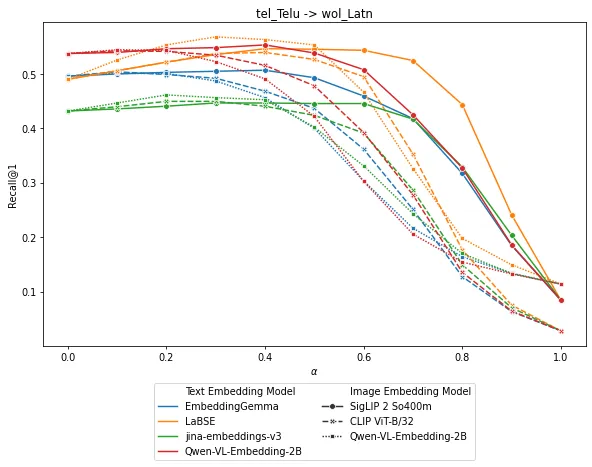 tel_Telu -> wol_Latn
Recall@1
0.5
0.4
0.3
0.2
0.1
0.0 0.2 0.4 0.6 0.8 1.0
α
Text Embedding Model
EmbeddingGemma
LaBSE
jina-embeddings-v3
Qwen-VL-Embedding-2B
Image Embedding Model
SigLIP 2 So400m
CLIP ViT-B/32
Qwen-VL-Embedding-2B